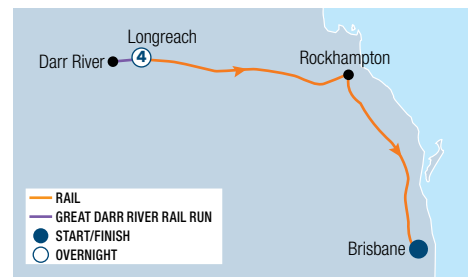 Longreach
Darr River
4
Rockhampton
RAIL
GREAT DARR RIVER RAIL RUN
START/FINISH
OVERNIGHT
Brisbane